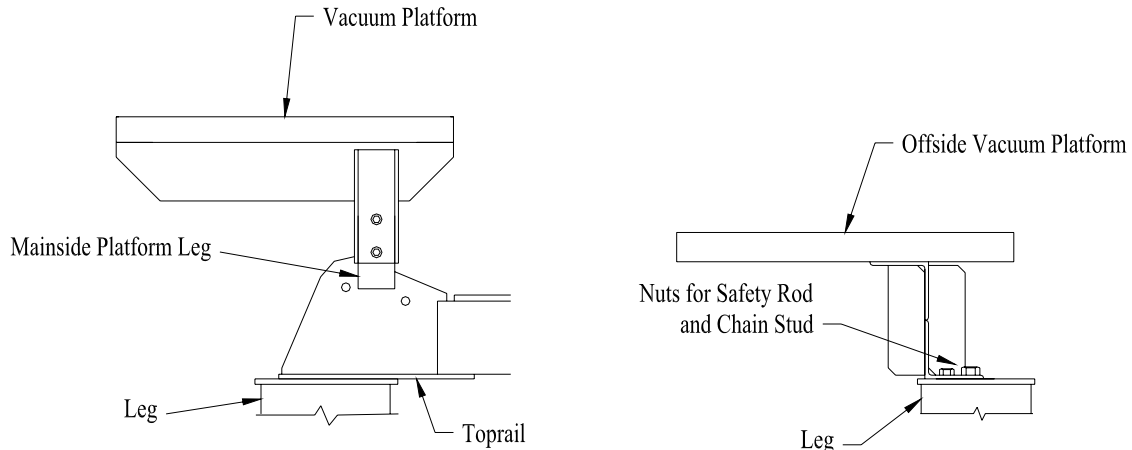 Vacuum Platform
Mainside Platform Leg
Leg
Toprail
Offside Vacuum Platform
Nuts for Safety Rod
and Chain Stud
Leg